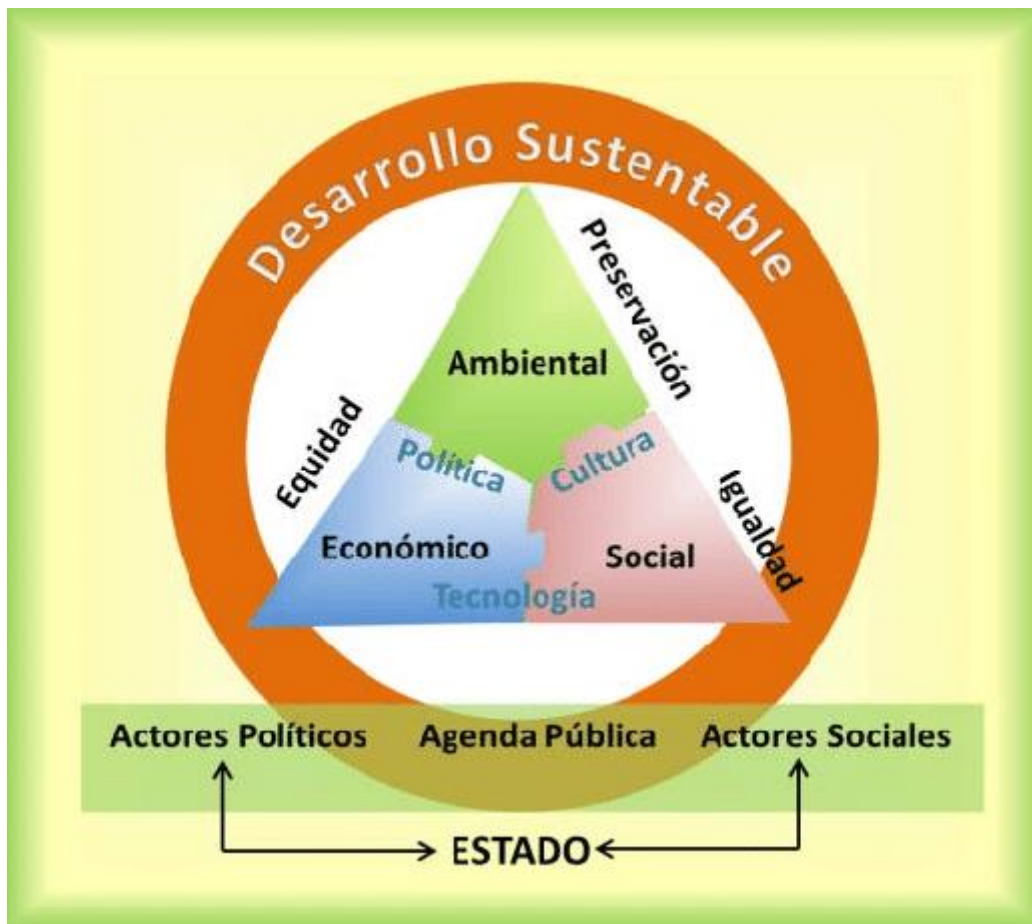 Desarrollo Sustentable
Preservación
Ambiental
Equidad
Política
Cultura
Igualdad
Económico
Social
Tecnología
Actores Políticos
Agenda Pública
Actores Sociales
ESTADO